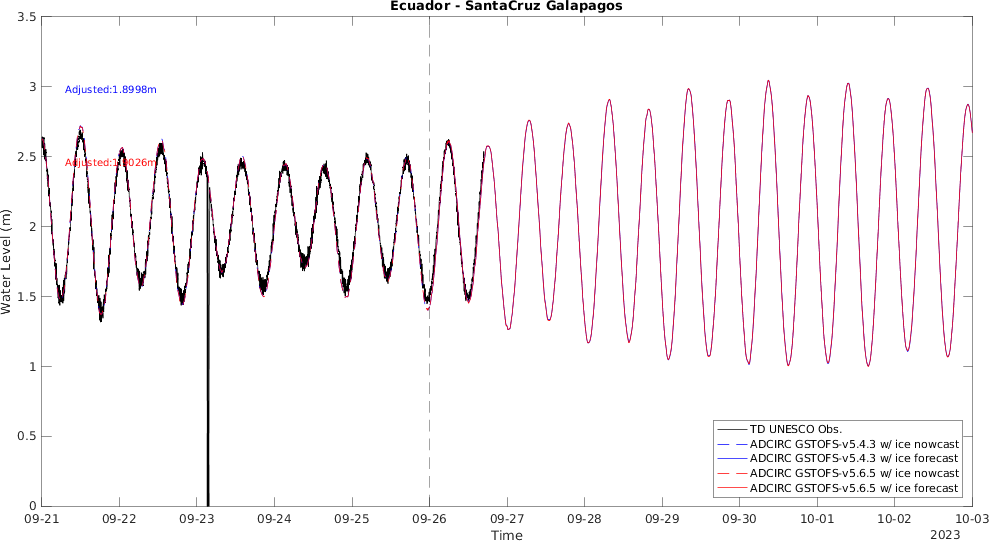 Ecuador - SantaCruz Galapagos
3.5
3
2.5
2
1.5
1
0.5
0
Water Level (m)
Adjusted:1.8998m
TD UNESCO Obs.
ADCIRC GSTOFS-v5.4.3 w/ ice nowcast
ADCIRC GSTOFS-v5.4.3 w/ ice forecast
ADCIRC GSTOFS-v5.6.5 w/ ice nowcast
ADCIRC GSTOFS-v5.6.5 w/ ice forecast
09-21 09-22 09-23 09-24 09-25 09-26 09-27 09-28 09-29 09-30 10-01 10-02 10-03
Time
2023